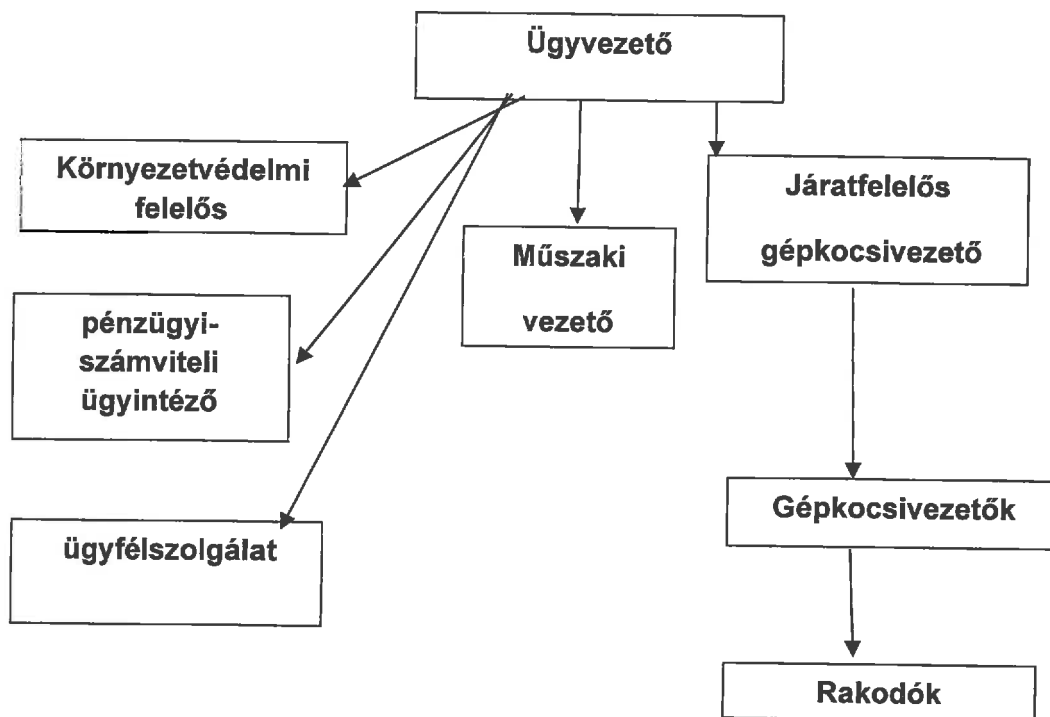 Ügyvezető
Környezetvédelmi
felelős
Járatfelelős
gépkocsivezető
Műszaki
vezető
pénzügyi-
számviteli
ügyintéző
Gépkocsivezetők
ügyfélszolgálat
Rakodók